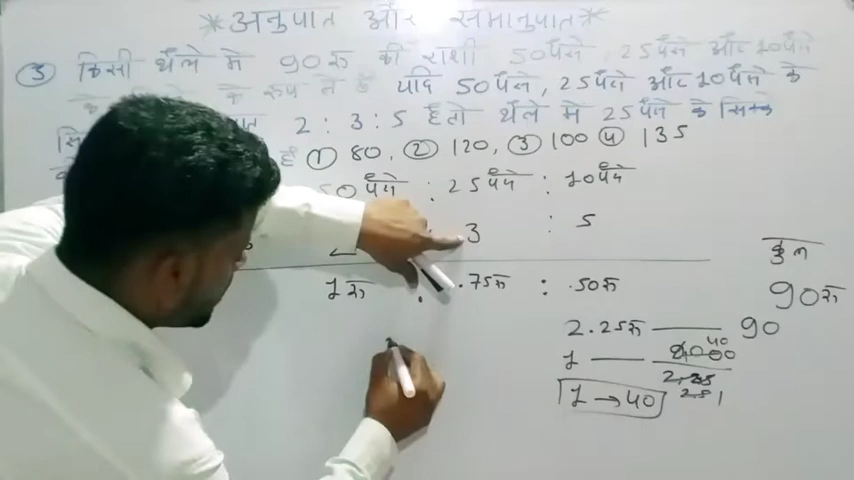 *अनुपात और समानुपात*
③ किसी थैले मे 90रु की राशी 50पैसे, 25पैसे और 10पैसे
के के रूप मे है यदि 50पैसे, 25पैसे और 10पैसे के
2:3:5 है तो थैले मे 25पैसे के सिक्के
① 80, ② 120, ③ 100 ④ 135
50पैसे : 25पैसे : 10पैसे
3 : 5
1रु : .75रु : .50रु
कुल
90रु
2.25रु — 90
1 —
2.25
1 → 40